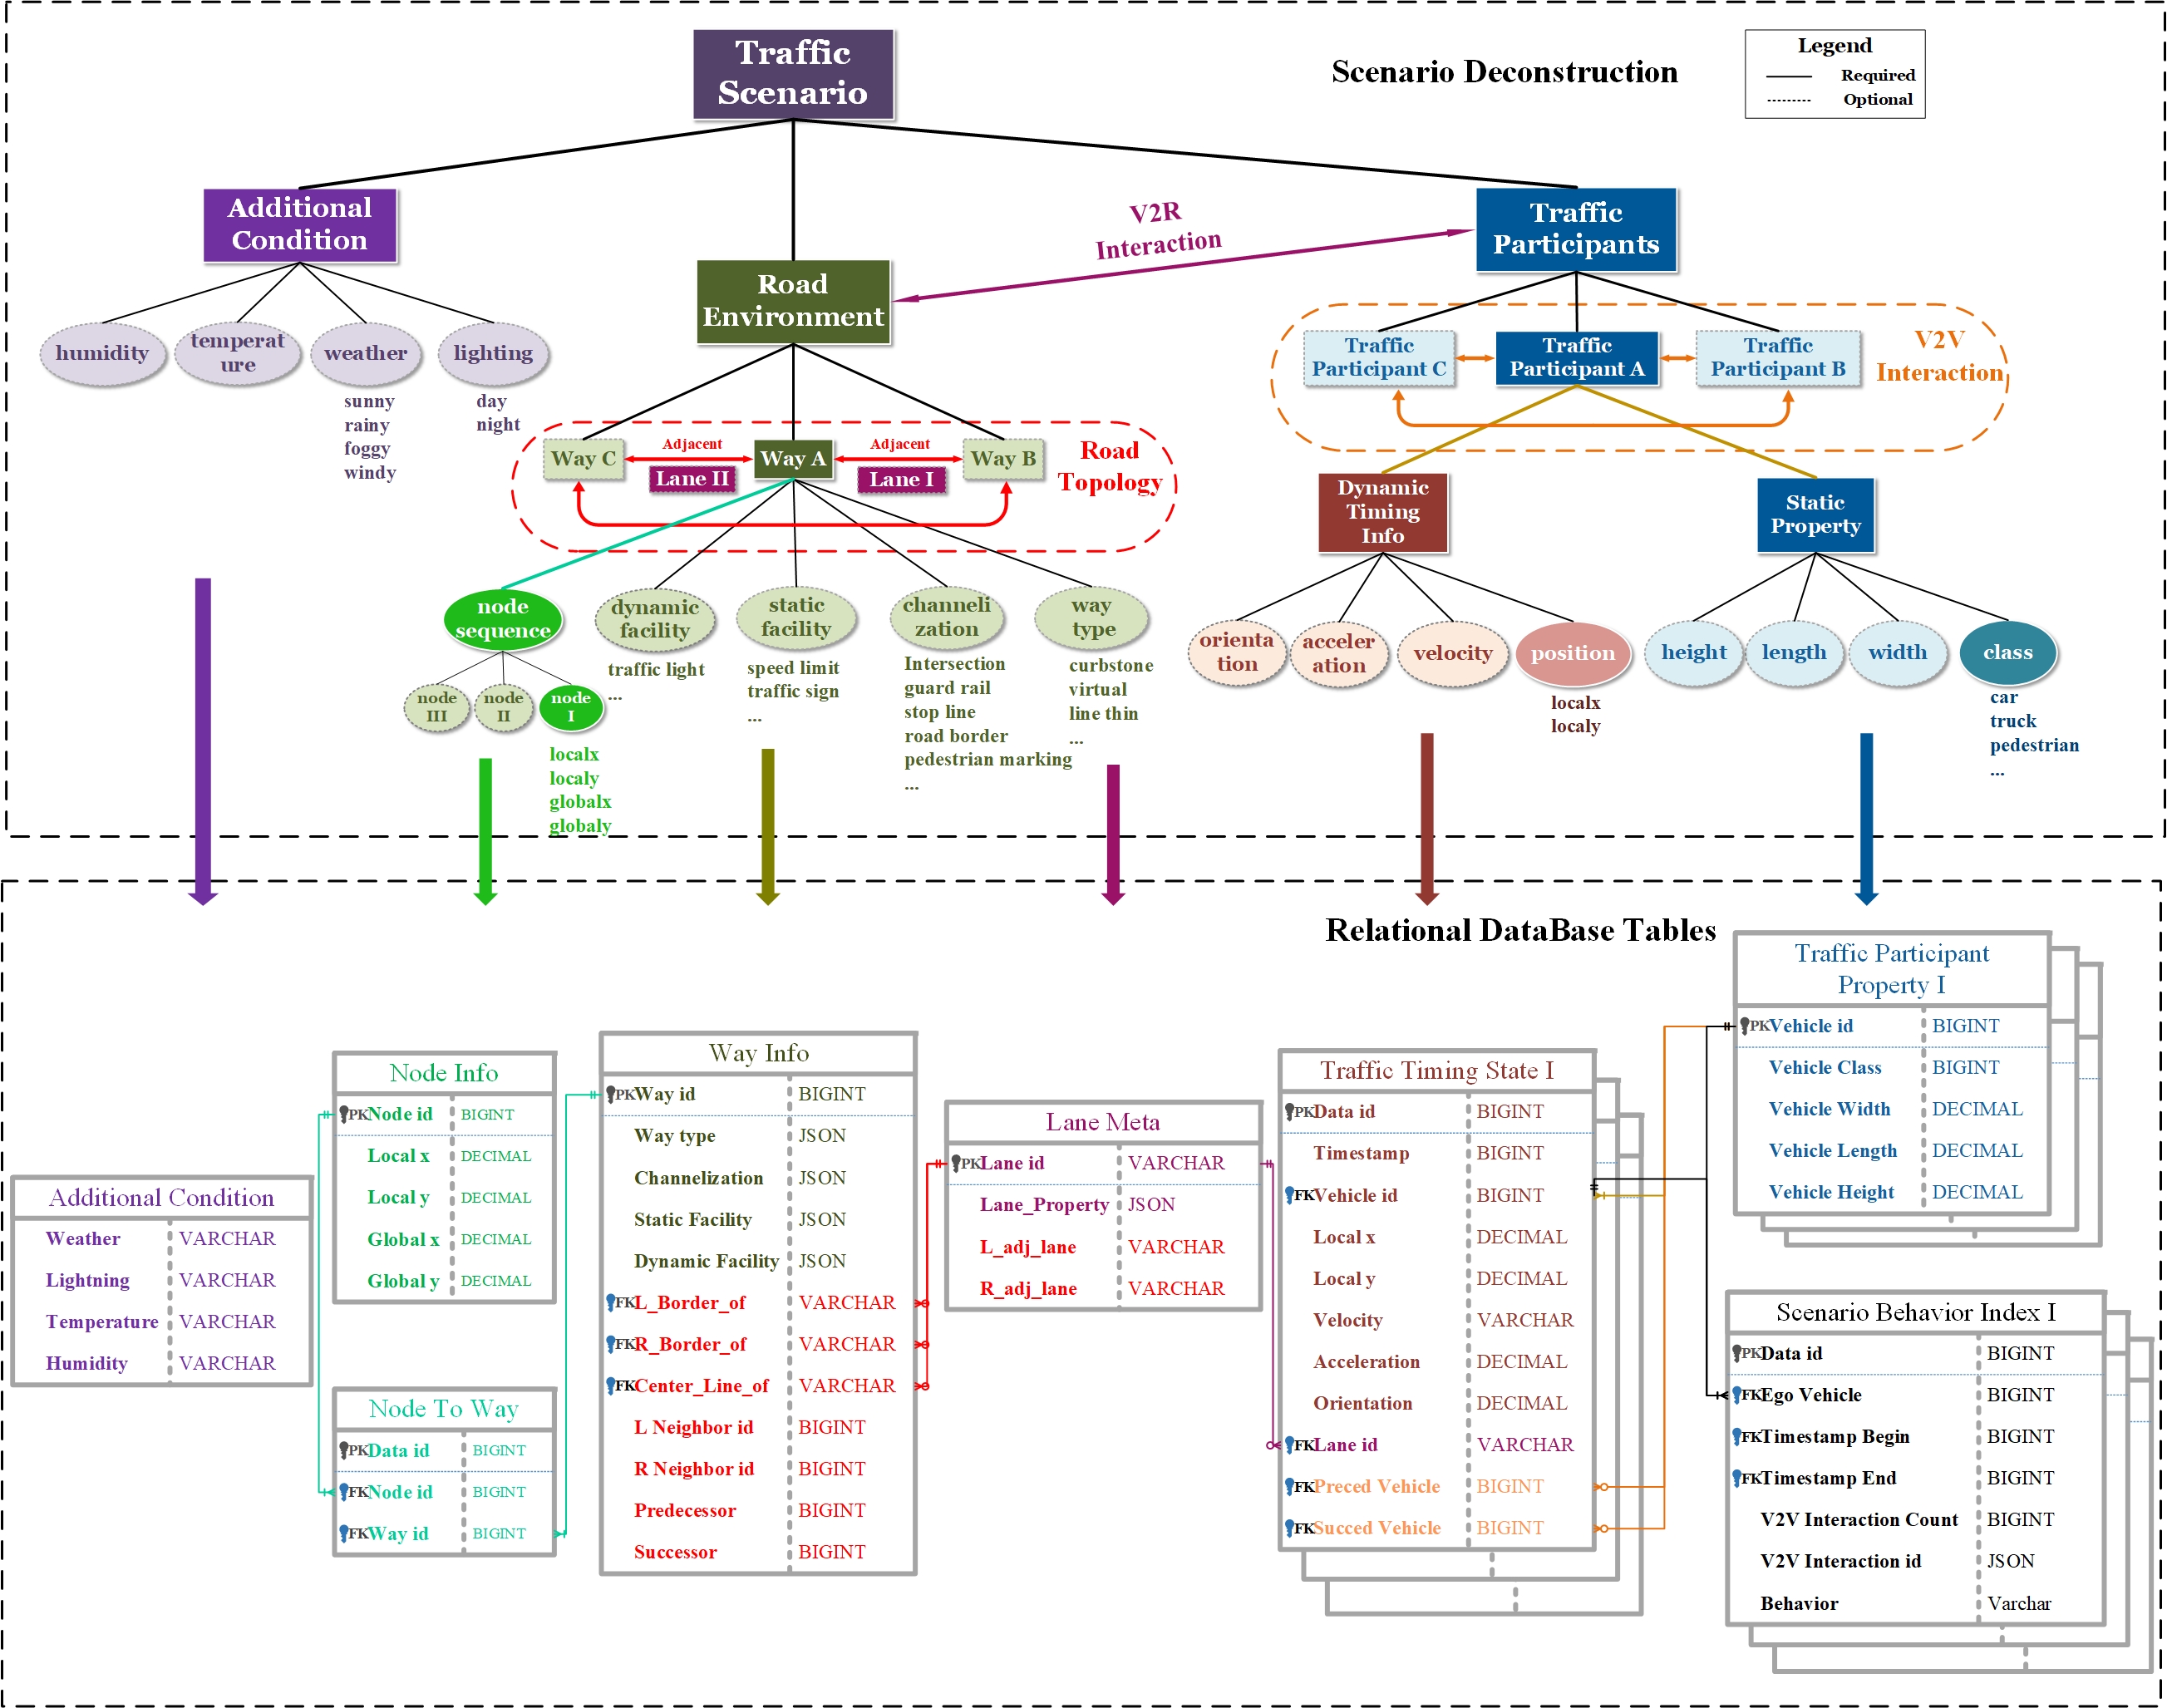 Traffic
Scenario
Scenario Deconstruction
Legend
Required
Optional
Additional
Condition
V2R
Interaction
Traffic
Participants
Road
Environment
humidity
temperat
ure
weather
lighting
sunny
rainy
foggy
windy
day
night
Traffic
Participant C
Traffic
Participant A
Traffic
Participant B
V2V
Interaction
Way C
Adjacent
Lane II
Way A
Adjacent
Lane I
Way B
Road
Topology
Dynamic
Timing
Info
Static
Property
node
sequence
dynamic
facility
static
facility
channeli
zation
way
type
node
III
node
II
node
I
localx
localy
globalx
globaly
traffic light
...
speed limit
traffic sign
...
Intersection
guard rail
stop line
road border
pedestrian marking
...
curbstone
virtual
line thin
...
orienta
tion
acceler
ation
velocity
position
localx
localy
height
length
width
class
car
truck
pedestrian
...
Relational DataBase Tables
Additional Condition
Weather VARCHAR
Lightning VARCHAR
Temperature VARCHAR
Humidity VARCHAR
Node Info
PK Node id BIGINT
Local x DECIMAL
Local y DECIMAL
Global x DECIMAL
Global y DECIMAL
Node To Way
PK Data id BIGINT
FK Node id BIGINT
FK Way id BIGINT
Way Info
PK Way id BIGINT
Way type JSON
Channelization JSON
Static Facility JSON
Dynamic Facility JSON
FK L_Border_of VARCHAR
FK R_Border_of VARCHAR
FK Center_Line_of VARCHAR
L Neighbor id BIGINT
R Neighbor id BIGINT
Predecessor BIGINT
Successor BIGINT
Lane Meta
PK Lane id VARCHAR
Lane_Property JSON
L_adj_lane VARCHAR
R_adj_lane VARCHAR
Traffic Timing State I
PK Data id BIGINT
Timestamp BIGINT
FK Vehicle id BIGINT
Local x DECIMAL
Local y DECIMAL
Velocity VARCHAR
Acceleration DECIMAL
Orientation DECIMAL
FK Lane id VARCHAR
FK Preced Vehicle BIGINT
FK Succed Vehicle BIGINT
Traffic Participant
Property I
PK Vehicle id BIGINT
Vehicle Class BIGINT
Vehicle Width DECIMAL
Vehicle Length DECIMAL
Vehicle Height DECIMAL
Scenario Behavior Index I
PK Data id BIGINT
FK Ego Vehicle BIGINT
FK Timestamp Begin BIGINT
FK Timestamp End BIGINT
V2V Interaction Count BIGINT
V2V Interaction id JSON
Behavior Varchar